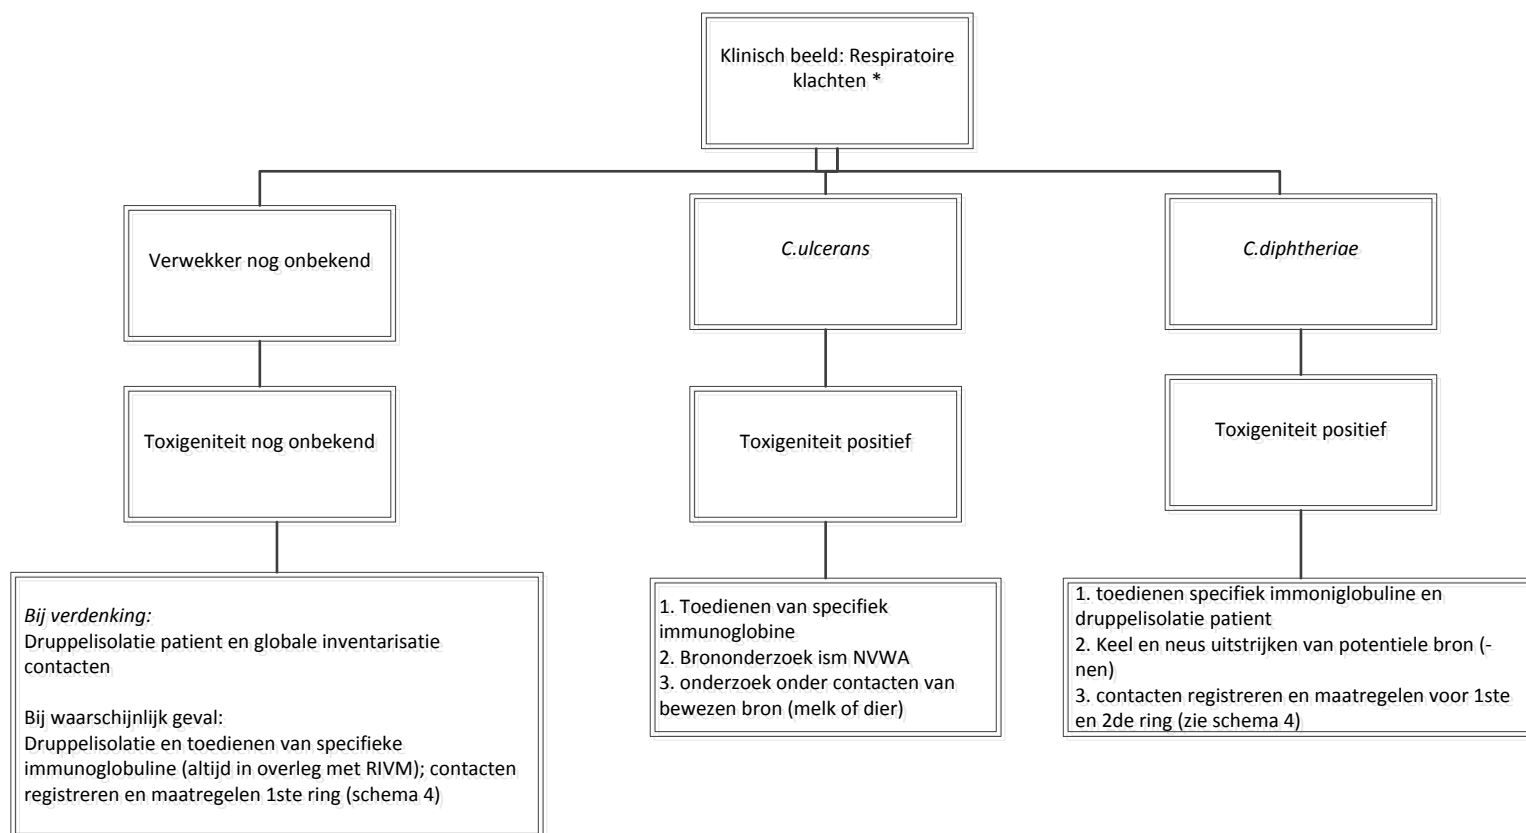 Klinisch beeld: Respiratoire
klachten *
Verwekker nog onbekend
C.ulcerans
C.diphtheriae
Toxigeniteit nog onbekend
Toxigeniteit positief
Toxigeniteit positief
Bij verdenking:
Druppelisolatie patient en globale inventarisatie
contacten
Bij waarschijnlijk geval:
Druppelisolatie en toedienen van specifieke
immunoglobuline (altijd in overleg met RIVM); contacten
registreren en maatregelen 1ste ring (schema 4)
1. Toedienen van specifiek
immunoglobine
2. Brononderzoek ism NVWA
3. onderzoek onder contacten van
bewezen bron (melk of dier)
1. toedienen specifiek immoniglobuline en
druppelisolatie patient
2. Keel en neus uitstrijken van potentiele bron (-
nen)
3. contacten registreren en maatregelen voor 1ste
en 2de ring (zie schema 4)